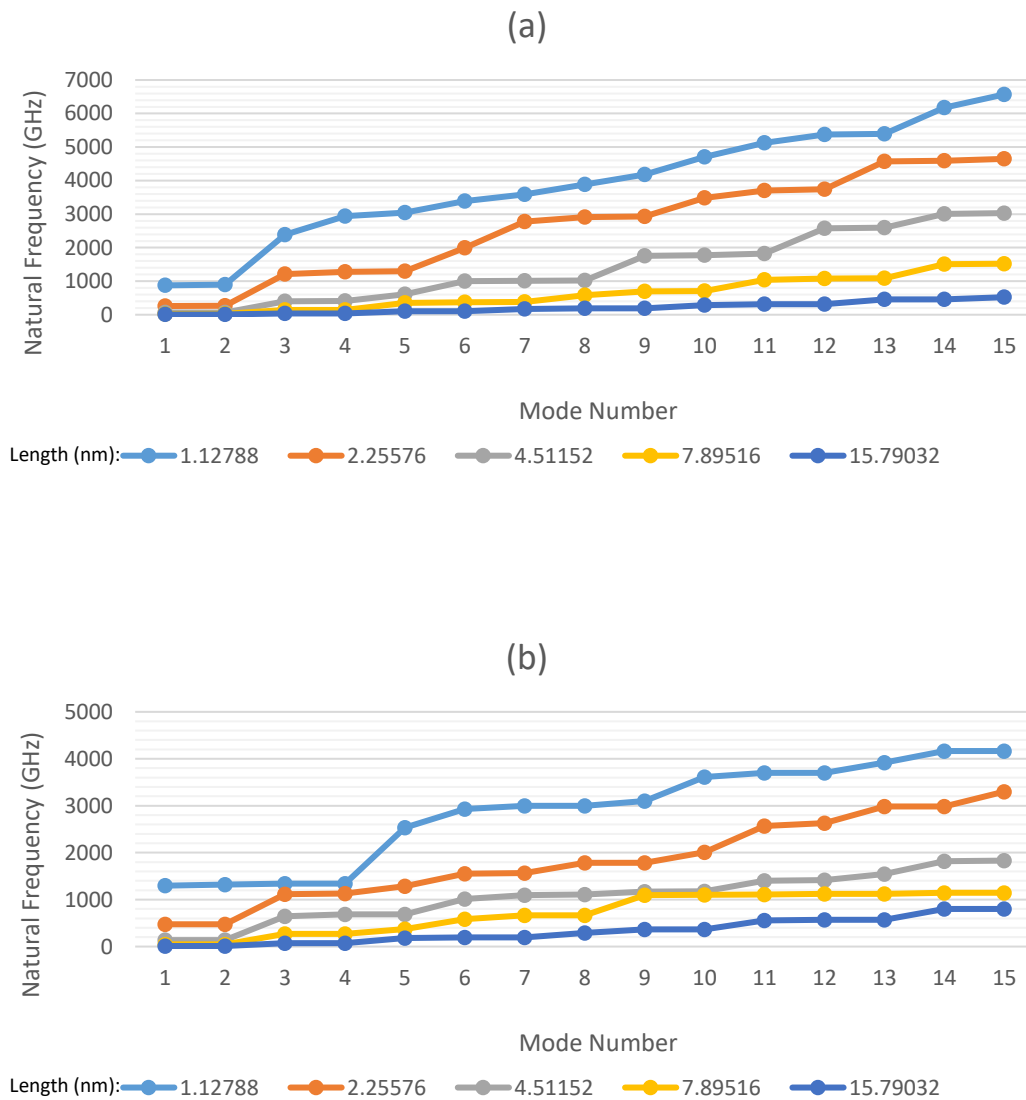 (a)
Natural Frequency (GHz)
7000
6000
5000
4000
3000
2000
1000
0
1 2 3 4 5 6 7 8 9 10 11 12 13 14 15
Mode Number
Length (nm): 1.12788 2.25576 4.51152 7.89516 15.79032
(b)
Natural Frequency (GHz)
5000
4000
3000
2000
1000
0
1 2 3 4 5 6 7 8 9 10 11 12 13 14 15
Mode Number
Length (nm): 1.12788 2.25576 4.51152 7.89516 15.79032